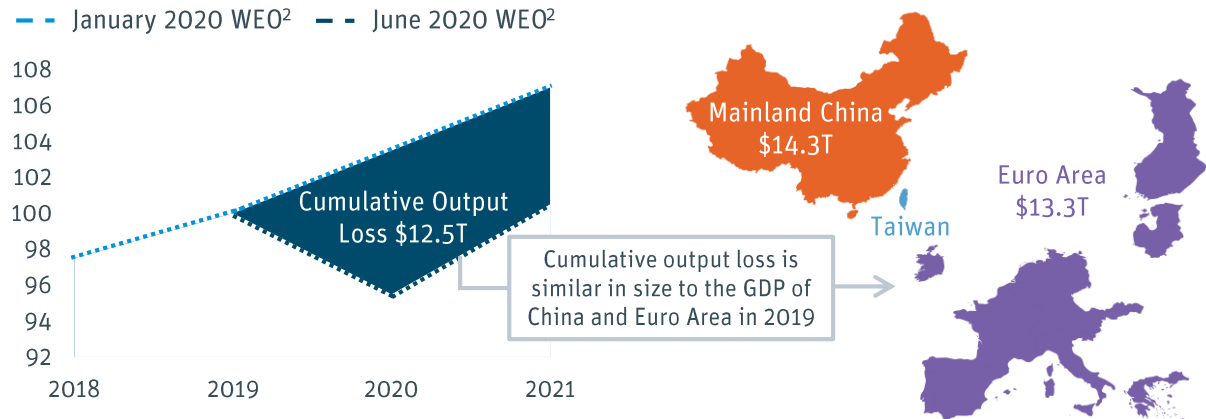 January 2020 WEO²
June 2020 WEO²
108
106
104
102
100
98
96
94
92
2018
2019
2020
2021
Cumulative Output
Loss $12.5T
Cumulative output loss is
similar in size to the GDP of
China and Euro Area in 2019
Mainland China
$14.3T
Taiwan
Euro Area
$13.3T